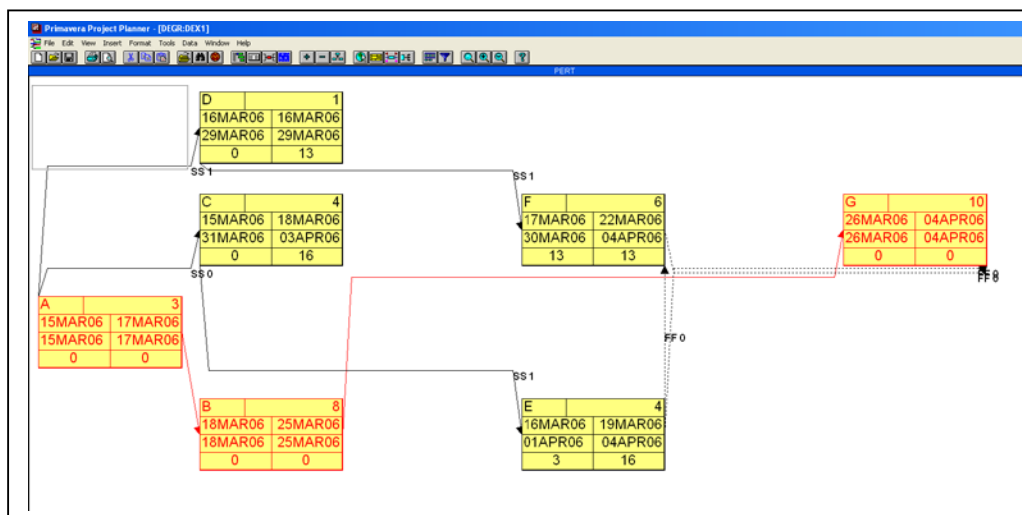 Primavera Project Planner - [DEGR:DEX1]
File Edit View Insert Format Tools Data Window Help
PERT
D 1
16MAR06 16MAR06
29MAR06 29MAR06
0 13
SS 1
SS 1
C 4
15MAR06 18MAR06
31MAR06 03APR06
0 16
SS 0
F 6
17MAR06 22MAR06
30MAR06 04APR06
13 13
G 10
26MAR06 04APR06
26MAR06 04APR06
0 0
FF 0
A 3
15MAR06 17MAR06
15MAR06 17MAR06
0 0
FF 0
SS 1
B 8
18MAR06 25MAR06
18MAR06 25MAR06
0 0
E 4
16MAR06 19MAR06
01APR06 04APR06
3 16